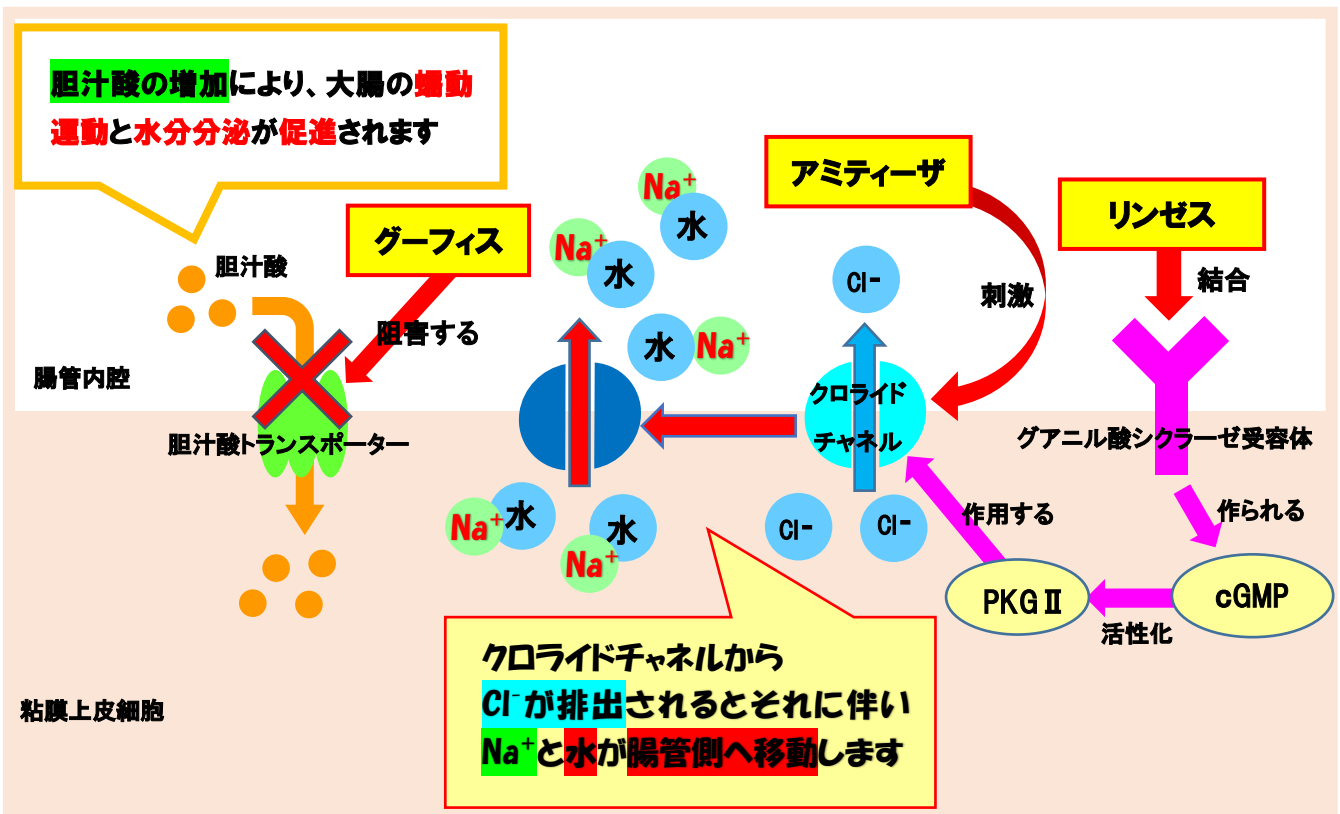 胆汁酸の増加により、大腸の蠕動
運動と水分分泌が促進されます
アミティーザ
リンゼス
グーフィス
胆汁酸
阻害する
刺激
結合
Na⁺
水
Na⁺
水
水
Na⁺
Cl⁻
腸管内腔
クロライド
チャネル
胆汁酸トランスポーター
グアニル酸シクラーゼ受容体
Na⁺
水
水
Na⁺
Cl⁻
Cl⁻
作用する
作られる
PKGⅡ
cGMP
活性化
クロライドチャネルから
Cl⁻が排出されるとそれに伴い
Na⁺と水が腸管側へ移動します
粘膜上皮細胞